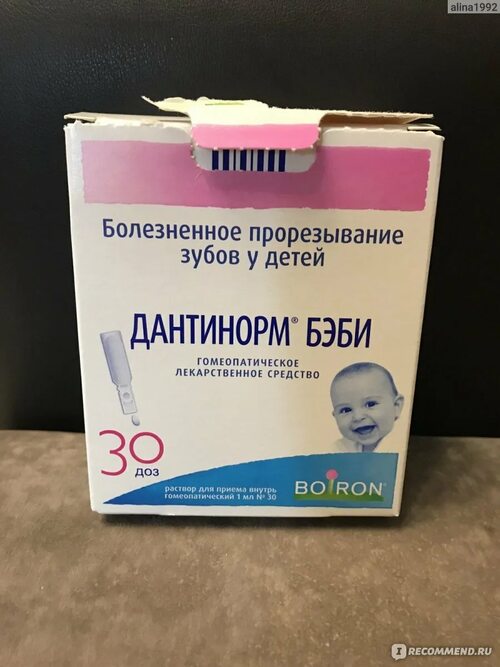 alina1992
Болезненное прорезывание
зубов у детей
ДАНТИНОРМ® БЭБИ
ГОМЕОПАТИЧЕСКОЕ
ЛЕКАРСТВЕННОЕ СРЕДСТВО
30
ДОЗ
раствор для приема внутрь
гомеопатический 1 мл № 30
BOIRON®
IRECOMMEND.RU